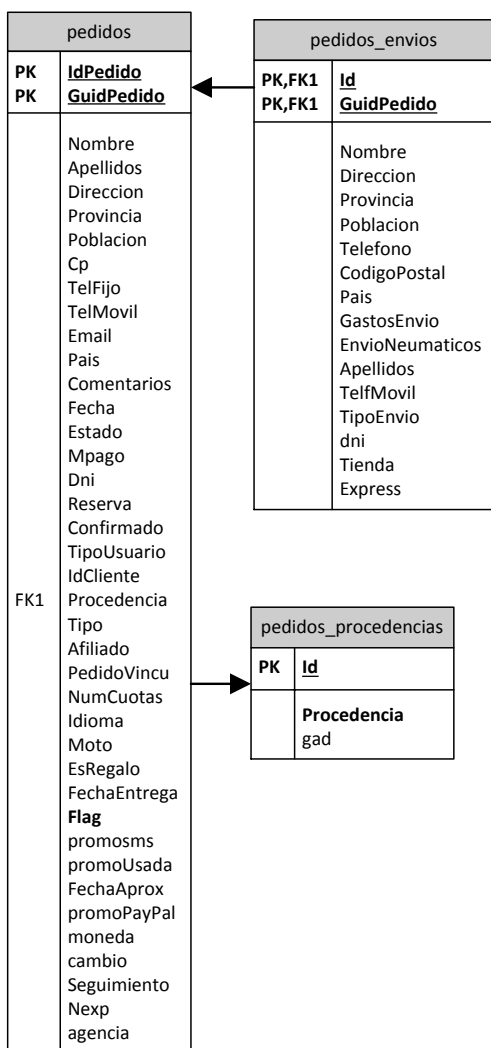 pedidos
PK IdPedido
PK GuidPedido
Nombre
Apellidos
Direccion
Provincia
Poblacion
Cp
TelFijo
TelMovil
Email
Pais
Comentarios
Fecha
Estado
Mpago
Dni
Reserva
Confirmado
TipoUsuario
IdCliente
FK1 Procedencia
Tipo
Afiliado
PedidoVincu
NumCuotas
Idioma
Moto
EsRegalo
FechaEntrega
Flag
promosms
promoUsada
FechaAprox
promoPayPal
moneda
cambio
Seguimiento
Nexp
agencia
pedidos_envios
PK,FK1 Id
PK,FK1 GuidPedido
Nombre
Direccion
Provincia
Poblacion
Telefono
CodigoPostal
Pais
GastosEnvio
EnvioNeumaticos
Apellidos
TelfMovil
TipoEnvio
dni
Tienda
Express
pedidos_procedencias
PK Id
Procedencia
gad